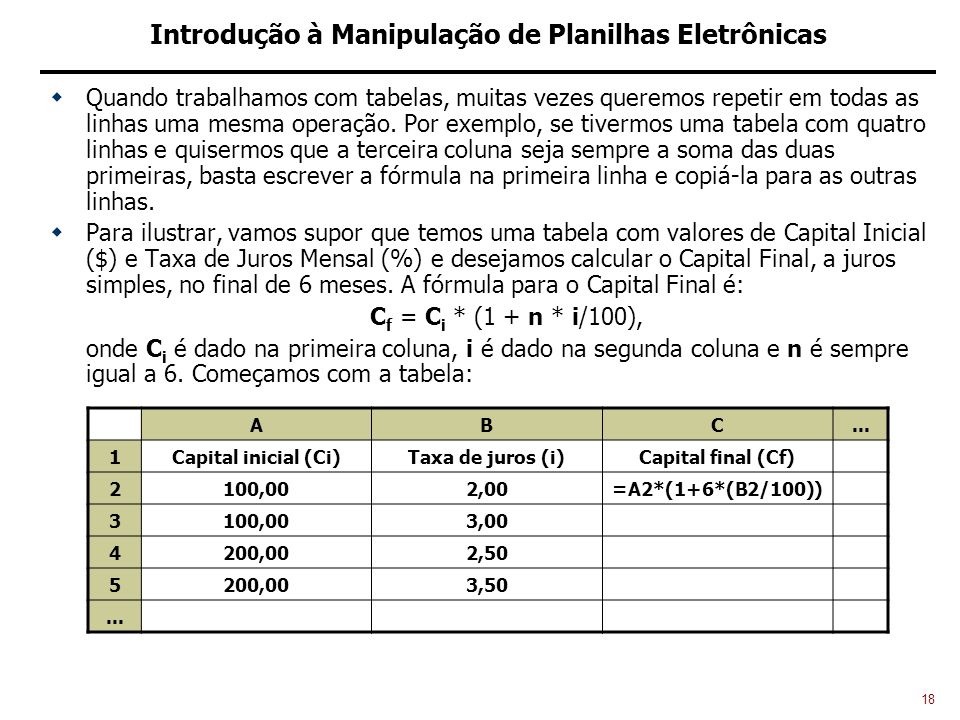 Introdução à Manipulação de Planilhas Eletrônicas
Quando trabalhamos com tabelas, muitas vezes queremos repetir em todas as
linhas uma mesma operação. Por exemplo, se tivermos uma tabela com quatro
linhas e quisermos que a terceira coluna seja sempre a soma das duas
primeiras, basta escrever a fórmula na primeira linha e copiá-la para as outras
linhas.
Para ilustrar, vamos supor que temos uma tabela com valores de Capital Inicial
($) e Taxa de Juros Mensal (%) e desejamos calcular o Capital Final, a juros
simples, no final de 6 meses. A fórmula para o Capital Final é:
Cf = Ci * (1 + n * i/100),
onde Ci é dado na primeira coluna, i é dado na segunda coluna e n é sempre
igual a 6. Começamos com a tabela:
A B C ...
1 Capital inicial (Ci) Taxa de juros (i) Capital final (Cf)
2 100,00 2,00 =A2*(1+6*(B2/100))
3 100,00 3,00
4 200,00 2,50
5 200,00 3,50
...
18